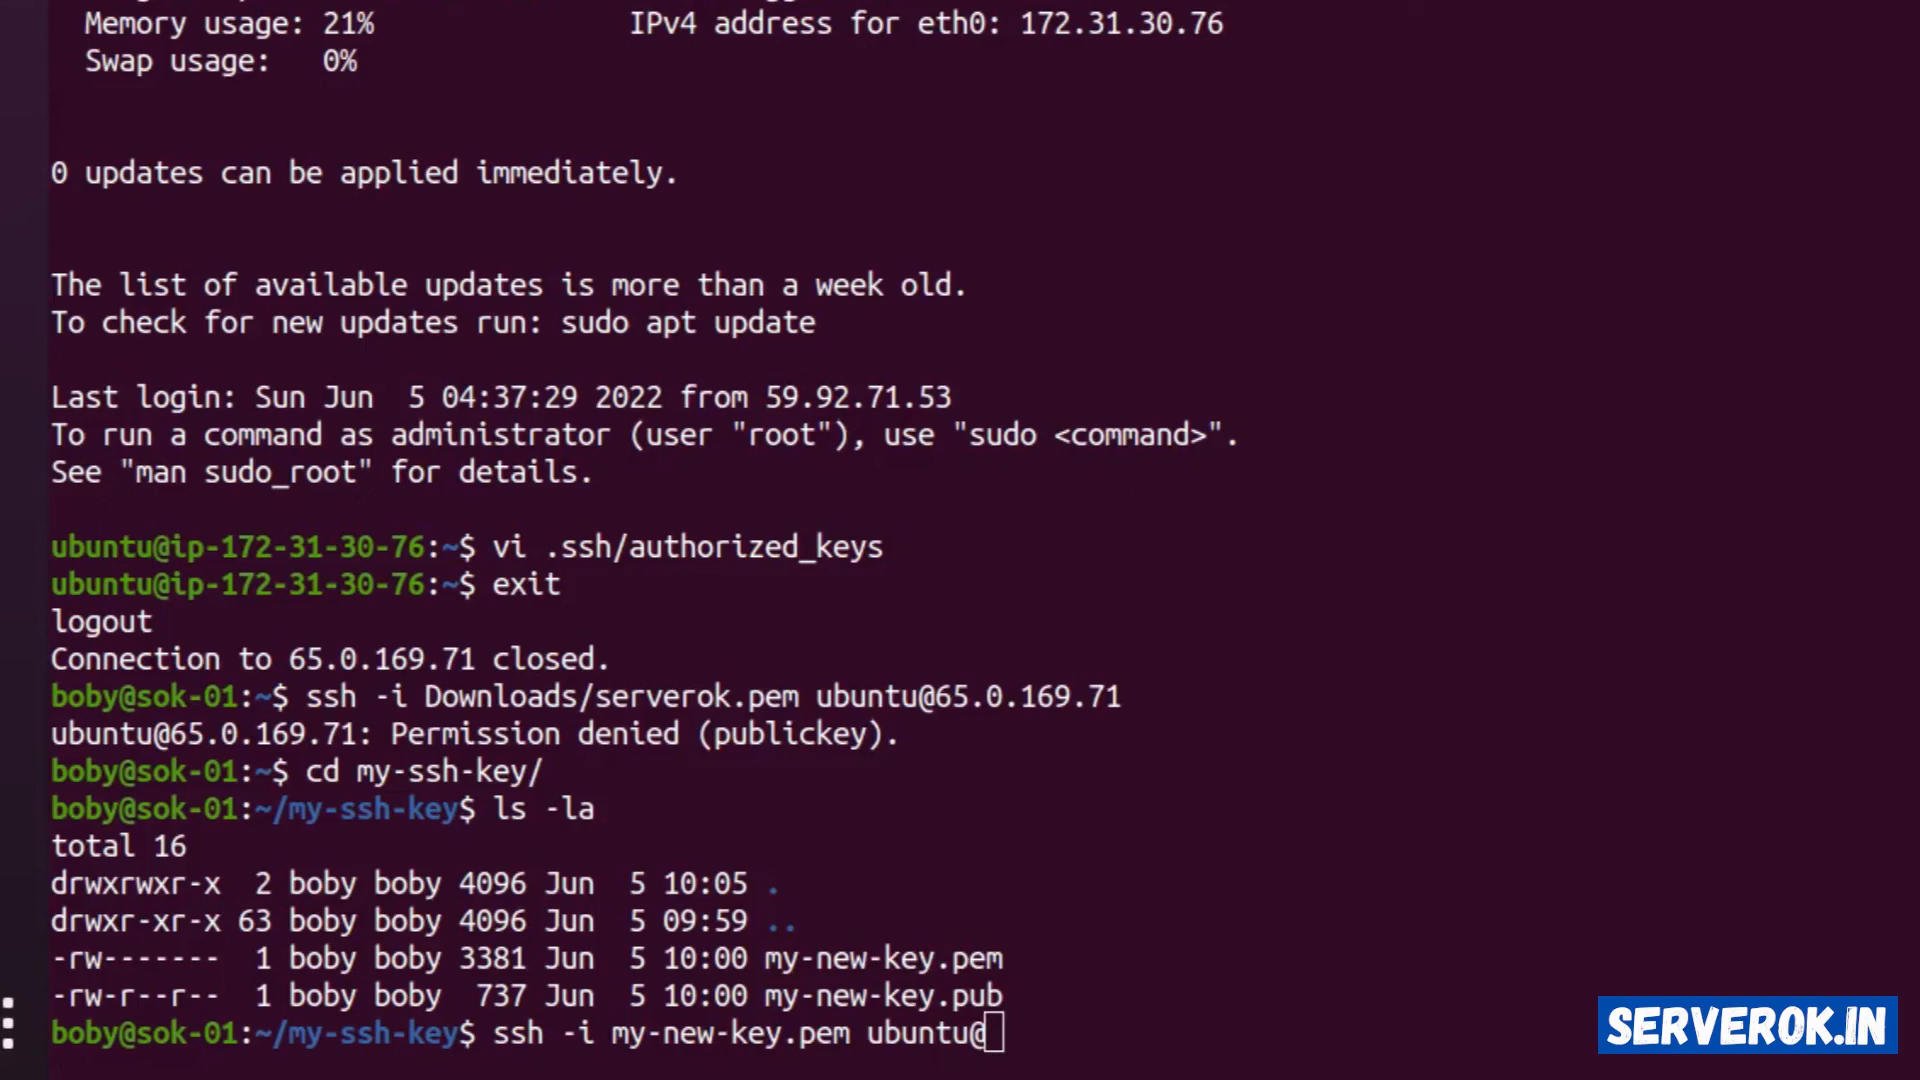 Memory usage: 21% IPv4 address for eth0: 172.31.30.76
Swap usage: 0%
0 updates can be applied immediately.
The list of available updates is more than a week old.
To check for new updates run: sudo apt update
Last login: Sun Jun  5 04:37:29 2022 from 59.92.71.53
To run a command as administrator (user "root"), use "sudo <command>".
See "man sudo_root" for details.
ubuntu@ip-172-31-30-76:~$ vi .ssh/authorized_keys
ubuntu@ip-172-31-30-76:~$ exit
logout
Connection to 65.0.169.71 closed.
boby@sok-01:~$ ssh -i Downloads/serverok.pem ubuntu@65.0.169.71
ubuntu@65.0.169.71: Permission denied (publickey).
boby@sok-01:~$ cd my-ssh-key/
boby@sok-01:~/my-ssh-key$ ls -la
total 16
drwxrwxr-x  2 boby boby 4096 Jun  5 10:05 .
drwxr-xr-x 63 boby boby 4096 Jun  5 09:59 ..
-rw-------  1 boby boby 3381 Jun  5 10:00 my-new-key.pem
-rw-r--r--  1 boby boby  737 Jun  5 10:00 my-new-key.pub
boby@sok-01:~/my-ssh-key$ ssh -i my-new-key.pem ubuntu@
SERVEROK.IN